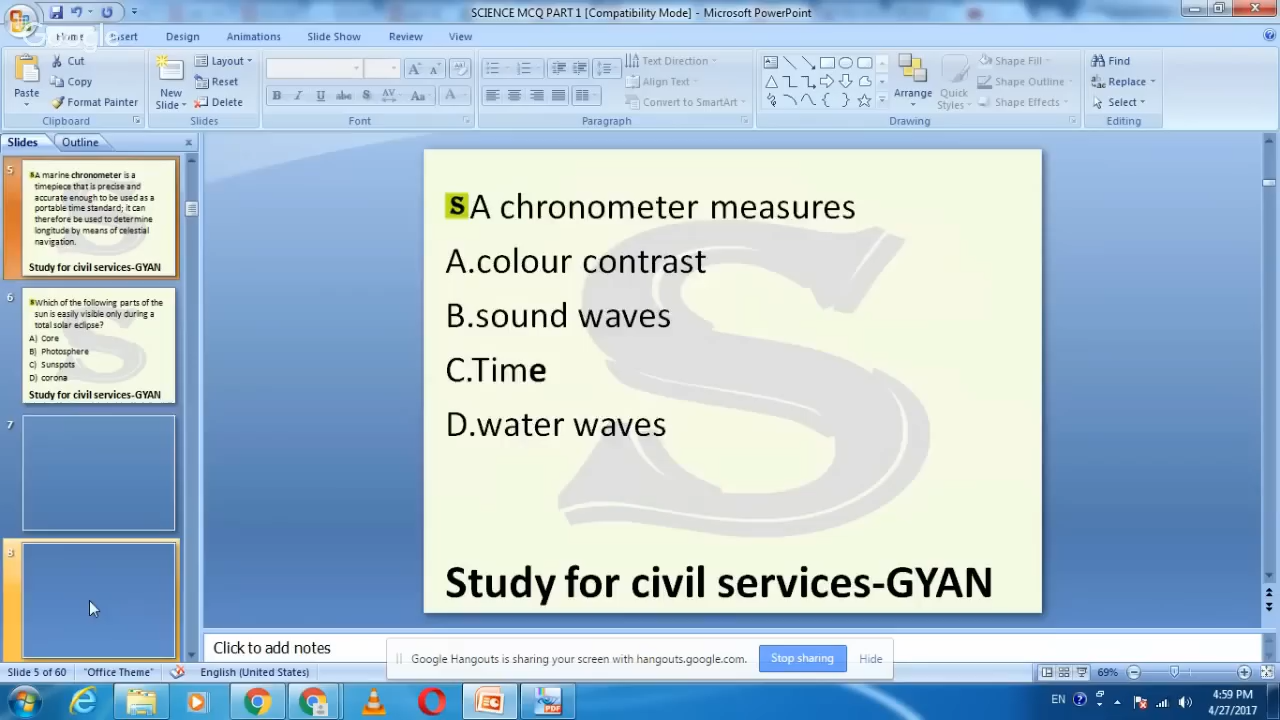 SCIENCE MCQ PART 1 [Compatibility Mode] - Microsoft PowerPoint
Home Insert Design Animations Slide Show Review View
Google
Paste
Cut
Copy
Format Painter
Clipboard
New Slide
Layout
Reset
Delete
Slides
Font
Text Direction
Align Text
Convert to SmartArt
Paragraph
Arrange
Quick Styles
Shape Fill
Shape Outline
Shape Effects
Drawing
Find
Replace
Select
Editing
Slides Outline
5
SA marine chronometer is a
timepiece that is precise and
accurate enough to be used as a
portable time standard; it can
therefore be used to determine
longitude by means of celestial
navigation.
Study for civil services-GYAN
6
Which of the following parts of the
sun is easily visible only during a
total solar eclipse?
A) Core
B) Photosphere
C) Sunspots
D) corona
Study for civil services-GYAN
7
8
S A chronometer measures
A.colour contrast
B.sound waves
C.Time
D.water waves
S
Study for civil services-GYAN
Click to add notes
Google Hangouts is sharing your screen with hangouts.google.com. Stop sharing Hide
Slide 5 of 60 "Office Theme" English (United States) 69%
PDF
EN 4:59 PM
4/27/2017